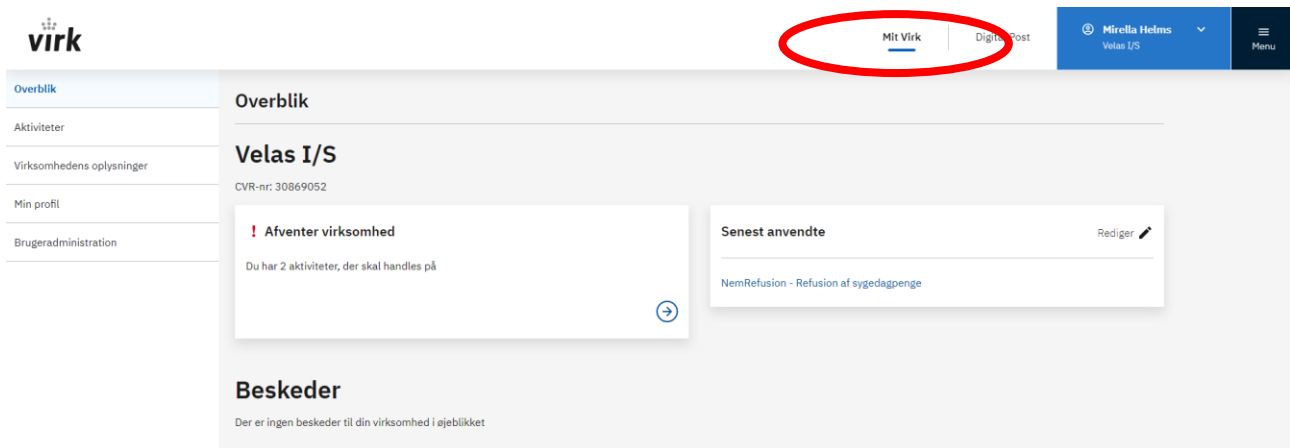 virk
Mit Virk
Digital Post
Mirella Helms
Velas I/S
Menu
Overblik
Aktiviteter
Virksomhedens oplysninger
Min profil
Brugeradministration
Overblik
Velas I/S
CVR-nr: 30869052
! Afventer virksomhed
Du har 2 aktiviteter, der skal handles på
Senest anvendte
Rediger
NemRefusion - Refusion af sygedagpenge
Beskeder
Der er ingen beskeder til din virksomhed i øjeblikket